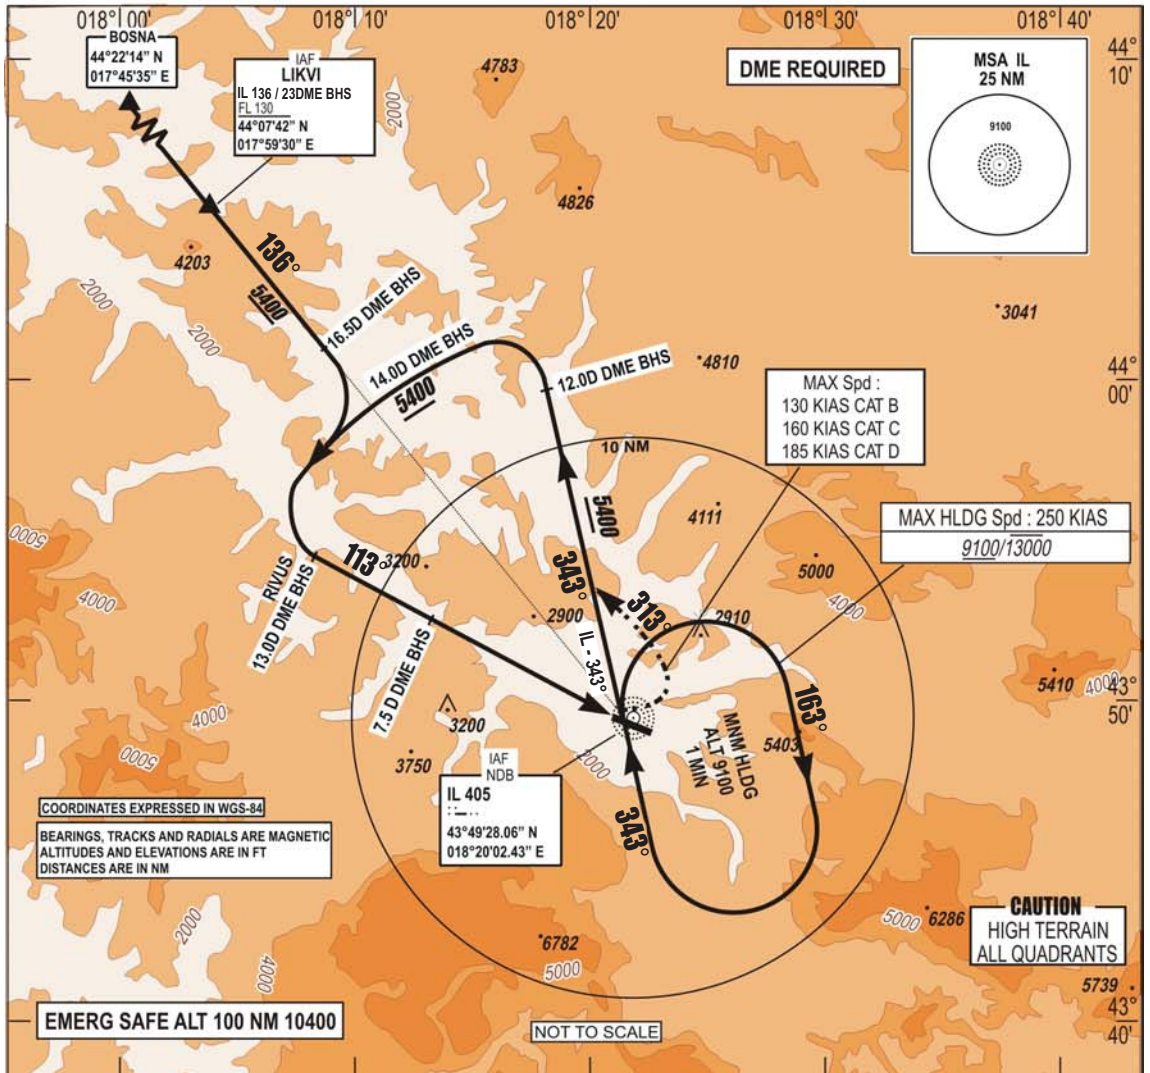 018°00'
018°10'
018°20'
018°30'
018°40'
BOSNA
44°22'14" N
017°45'35" E
IAF
LIKVI
IL 136 / 23DME BHS
FL 130
44°07'42" N
017°59'30" E
2000
4783
DME REQUIRED
MSA IL
25 NM
9100
44°
10'
4826
4203
136°
5400
2000
2000
16.5D DME BHS
14.0D DME BHS
5400
12.0D DME BHS
3041
4810
44°
00'
MAX Spd :
130 KIAS CAT B
160 KIAS CAT C
185 KIAS CAT D
10 NM
5400
4111
MAX HLDG Spd : 250 KIAS
9100/13000
5000
4000
RIVUS
13.0D DME BHS
113°
3200
343°
313°
2900
2910
5000
4000
IL - 343°
7.5 D DME BHS
163°
5410
4000
43°
50'
4000
5000
3200
3750
2000
MNM HLDG
ALT 9100
1 MIN
5403
IAF
NDB
IL 405
43°49'28.06" N
018°20'02.43" E
343°
COORDINATES EXPRESSED IN WGS-84
BEARINGS, TRACKS AND RADIALS ARE MAGNETIC
ALTITUDES AND ELEVATIONS ARE IN FT
DISTANCES ARE IN NM
2000
4000
6782
5000
5000
6286
CAUTION
HIGH TERRAIN
ALL QUADRANTS
5739
43°
40'
EMERG SAFE ALT 100 NM 10400
NOT TO SCALE